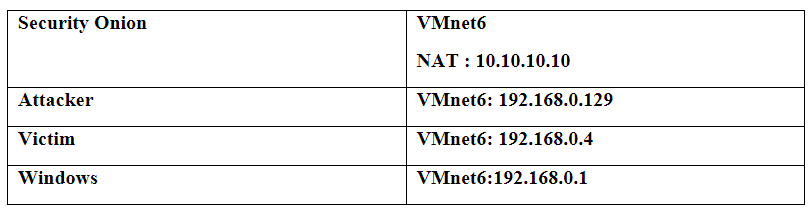 Security Onion
VMnet6
NAT : 10.10.10.10
Attacker
VMnet6: 192.168.0.129
Victim
VMnet6: 192.168.0.4
Windows
VMnet6:192.168.0.1